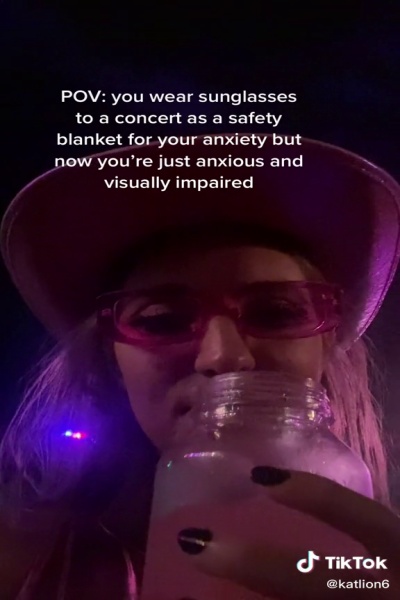 POV: you wear sunglasses
to a concert as a safety
blanket for your anxiety but
now you’re just anxious and
visually impaired
TikTok
@katlion6